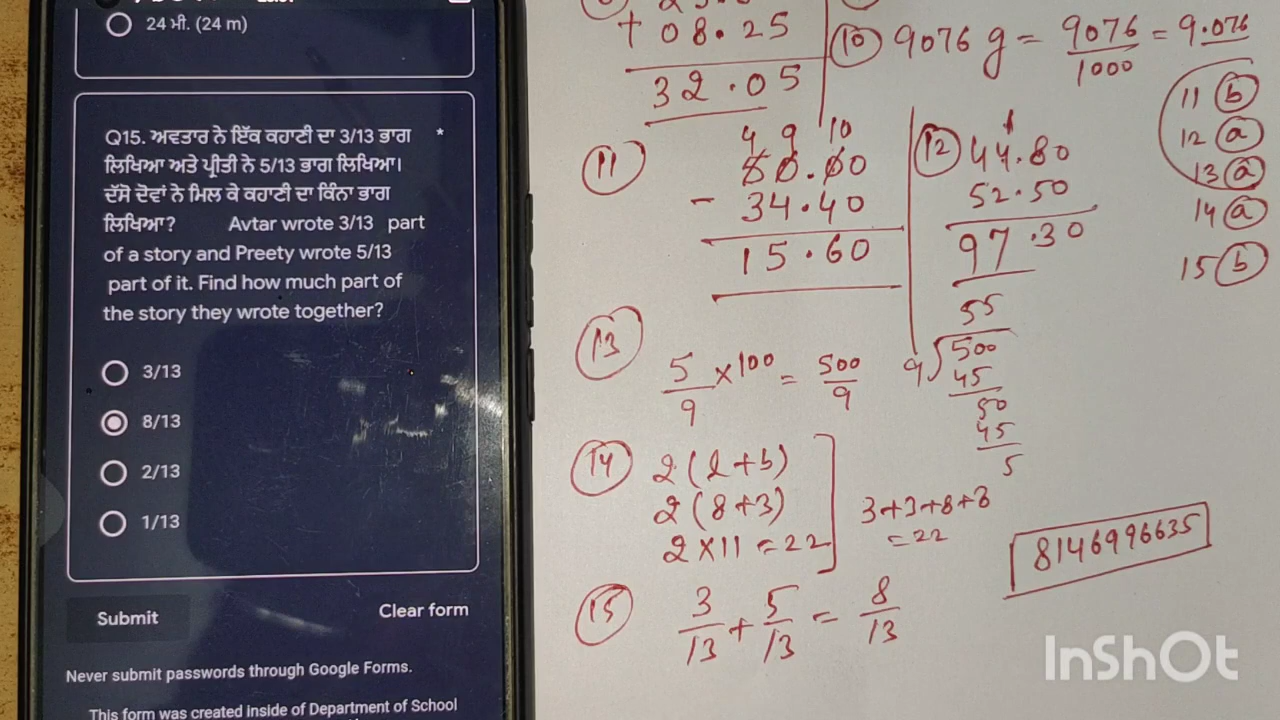 24 ਮੀ. (24 m)
Q15. ਅਵਤਾਰ ਨੇ ਇੱਕ ਕਹਾਣੀ ਦਾ 3/13 ਭਾਗ *
ਲਿਖਿਆ ਅਤੇ ਪ੍ਰੀਤੀ ਨੇ 5/13 ਭਾਗ ਲਿਖਿਆ।
ਦੱਸੋ ਦੋਵਾਂ ਨੇ ਮਿਲ ਕੇ ਕਹਾਣੀ ਦਾ ਕਿੰਨਾ ਭਾਗ
ਲਿਖਿਆ? Avtar wrote 3/13 part
of a story and Preety wrote 5/13
part of it. Find how much part of
the story they wrote together?
3/13
8/13
2/13
1/13
Submit
Clear form
Never submit passwords through Google Forms.
This form was created inside of Department of School
+ 08.25
32.05
10 9076 g = 9076/1000 = 9.076
11
4 9 10
50.00
- 34.40
15.60
12 44.80
52.50
97.30
11 b
12 a
13 a
14 a
15 b
13 5/9 × 100 = 500/9
55
9 500
45
50
45
5
14 2(l+b)
2(8+3)
2×11 = 22
3+3+8+8
= 22
15 3/13 + 5/13 = 8/13
8146996635
InShOt